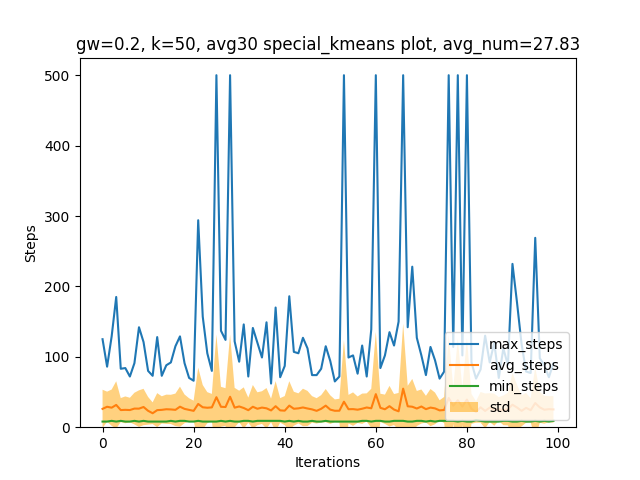 gw=0.2, k=50, avg30 special_kmeans plot, avg_num=27.83
500
400
300
200
100
0
Steps
max_steps
avg_steps
min_steps
std
0
20
40
60
80
100
Iterations